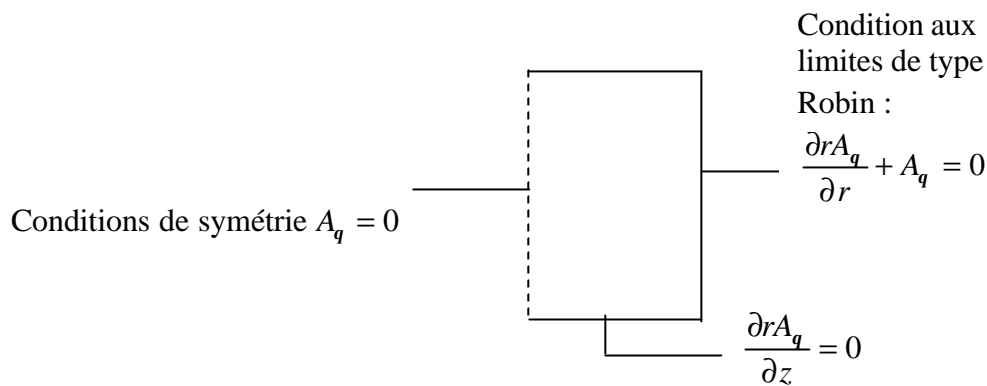 Condition aux
limites de type
Robin :
∂rA_q/∂r + A_q = 0
Conditions de symétrie A_q = 0
∂rA_q/∂z = 0